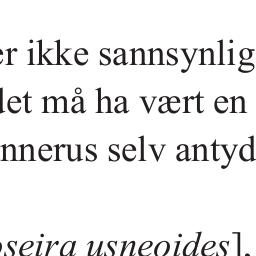 er ikke sannsynlig
det må ha vært en
nnerus selv antyd
oseira usneoides],